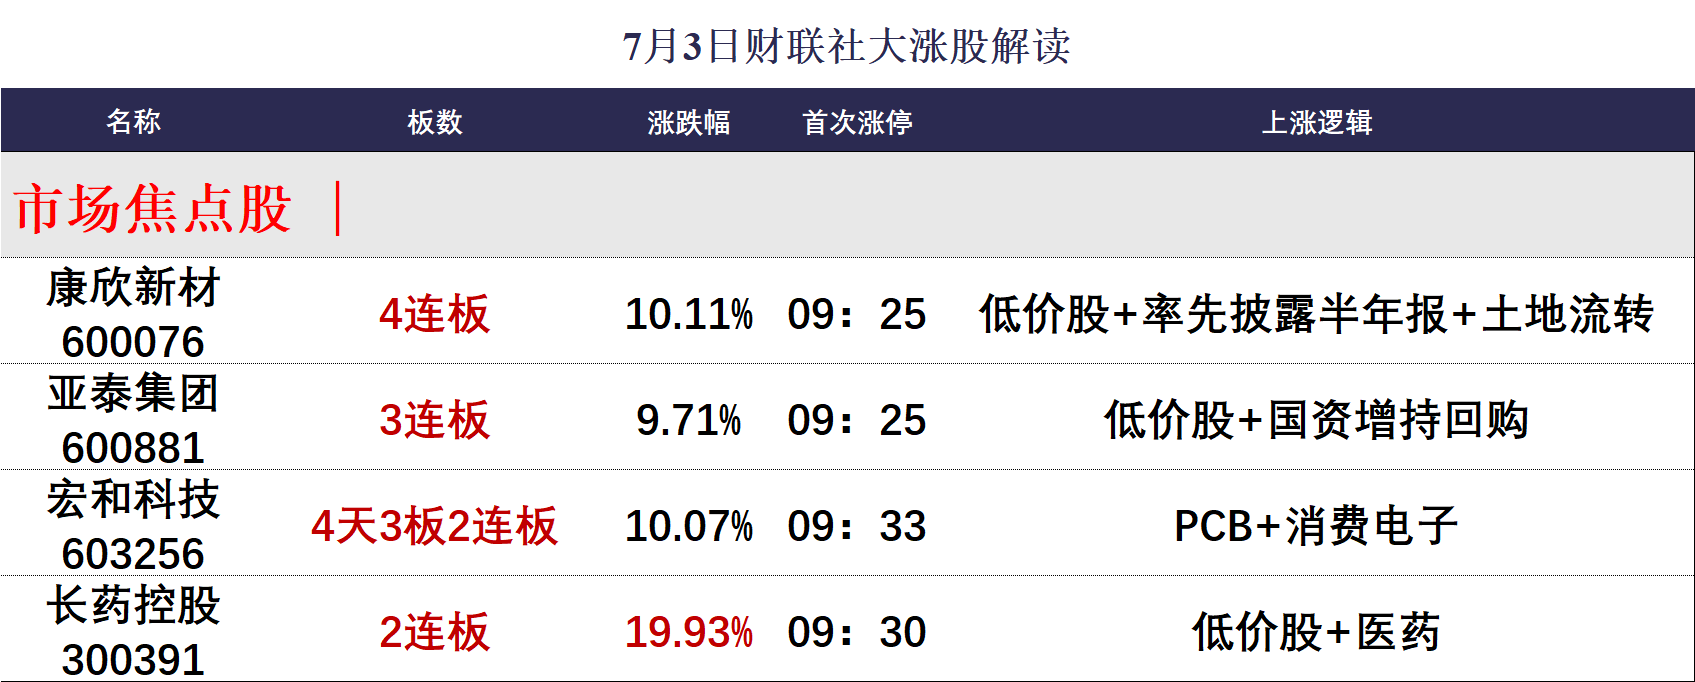 7月3日财联社大涨股解读
名称 板数 涨跌幅 首次涨停 上涨逻辑
市场焦点股 |
康欣新材
600076 4连板 10.11% 09：25 低价股+率先披露半年报+土地流转
亚泰集团
600881 3连板 9.71% 09：25 低价股+国资增持回购
宏和科技
603256 4天3板2连板 10.07% 09：33 PCB+消费电子
长药控股
300391 2连板 19.93% 09：30 低价股+医药